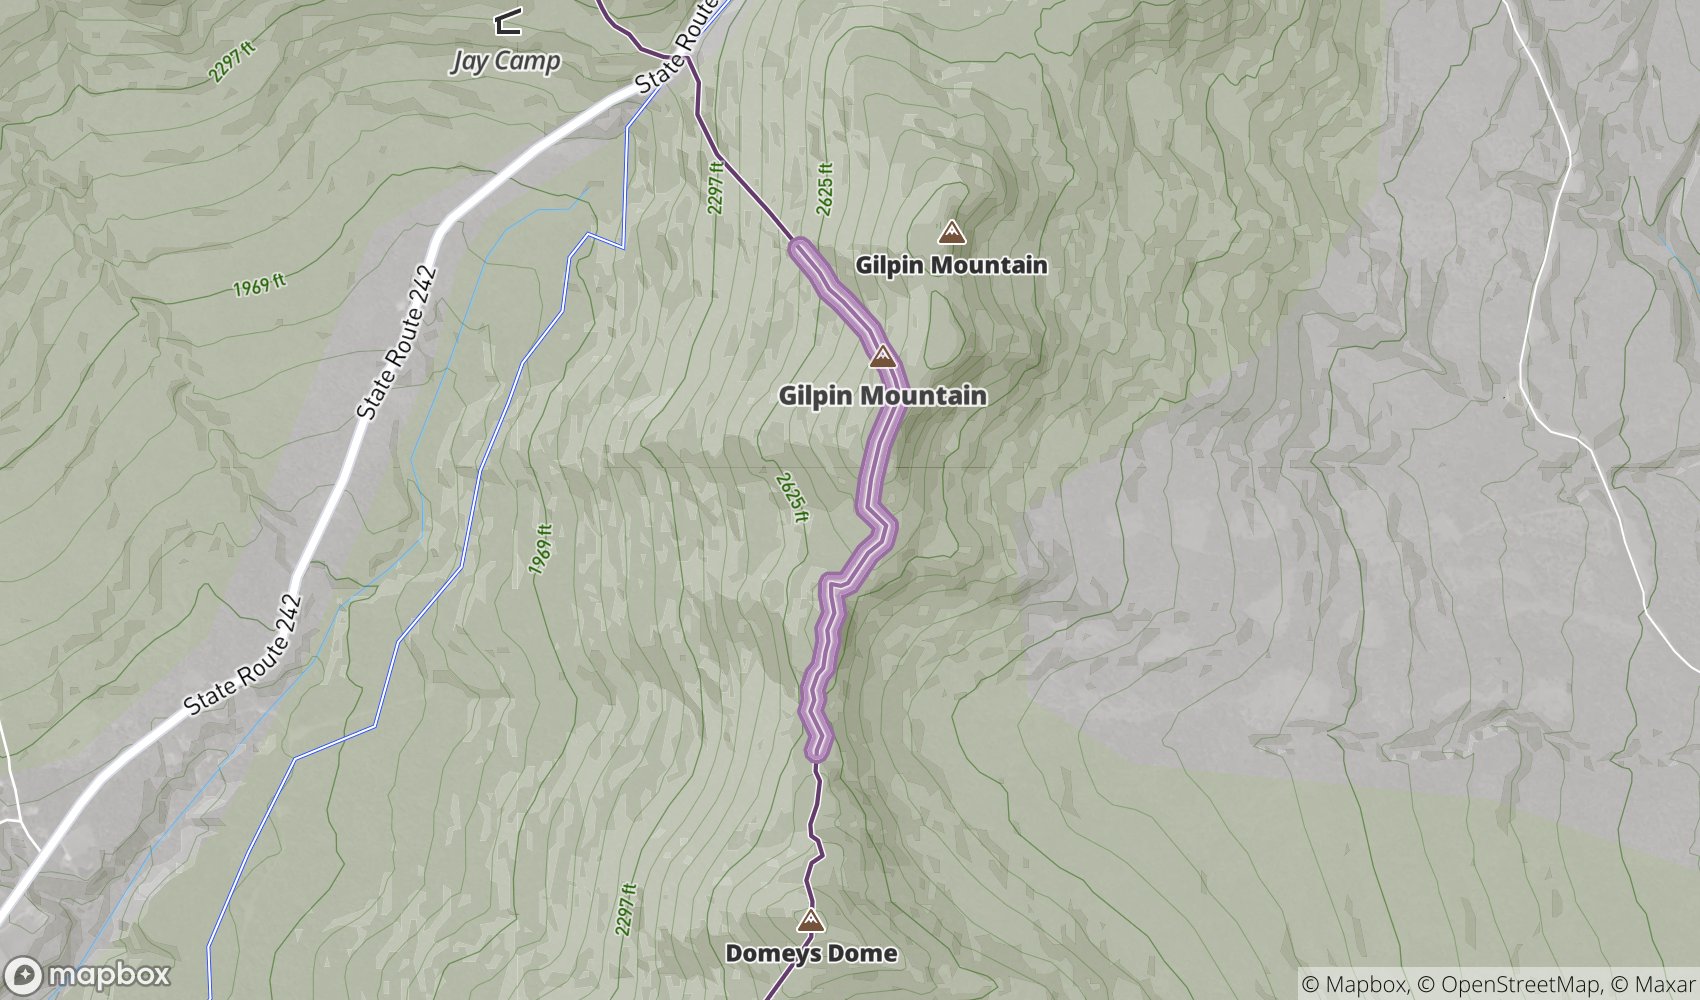 State Route
Jay Camp
2297 ft
2297 ft
2625 ft
Gilpin Mountain
1969 ft
State Route 242
Gilpin Mountain
2625 ft
1969 ft
State Route 242
2297 ft
Domeys Dome
mapbox
© Mapbox, © OpenStreetMap, © Maxar